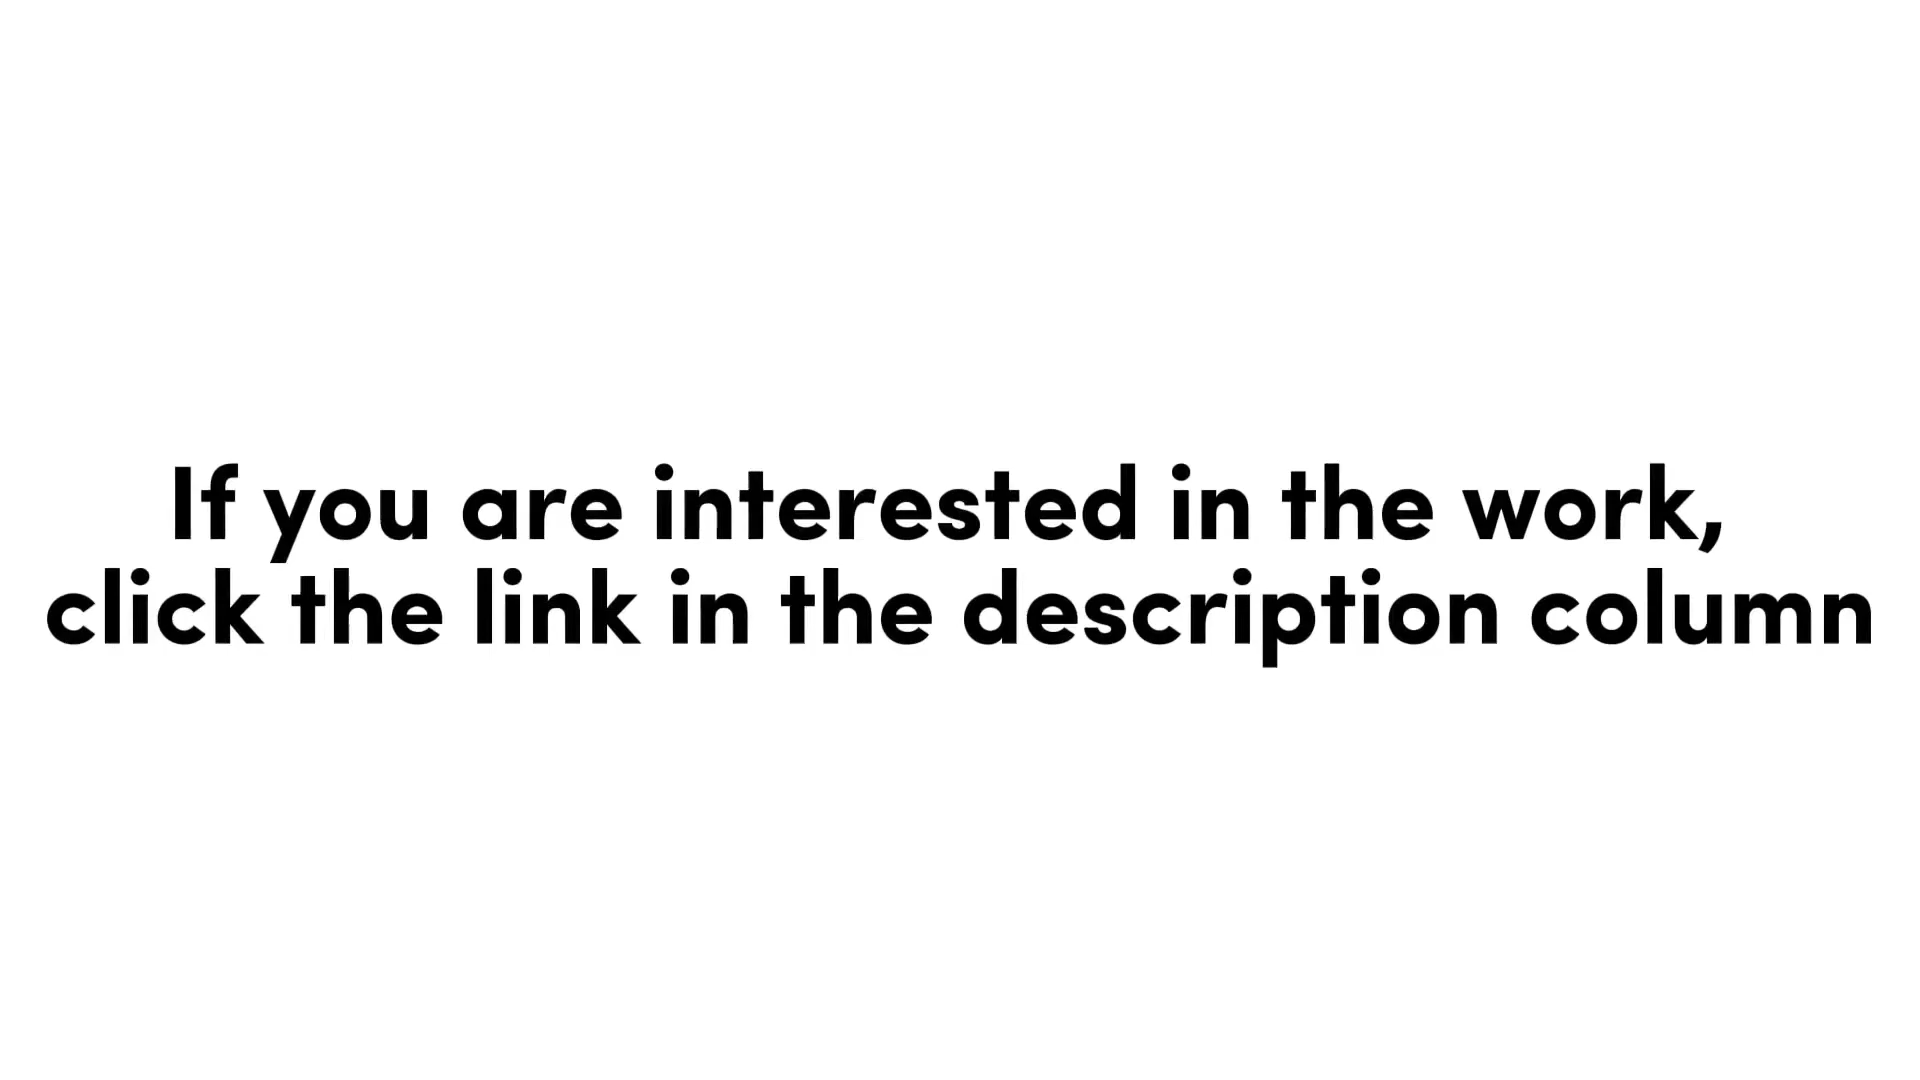 If you are interested in the work,
click the link in the description column